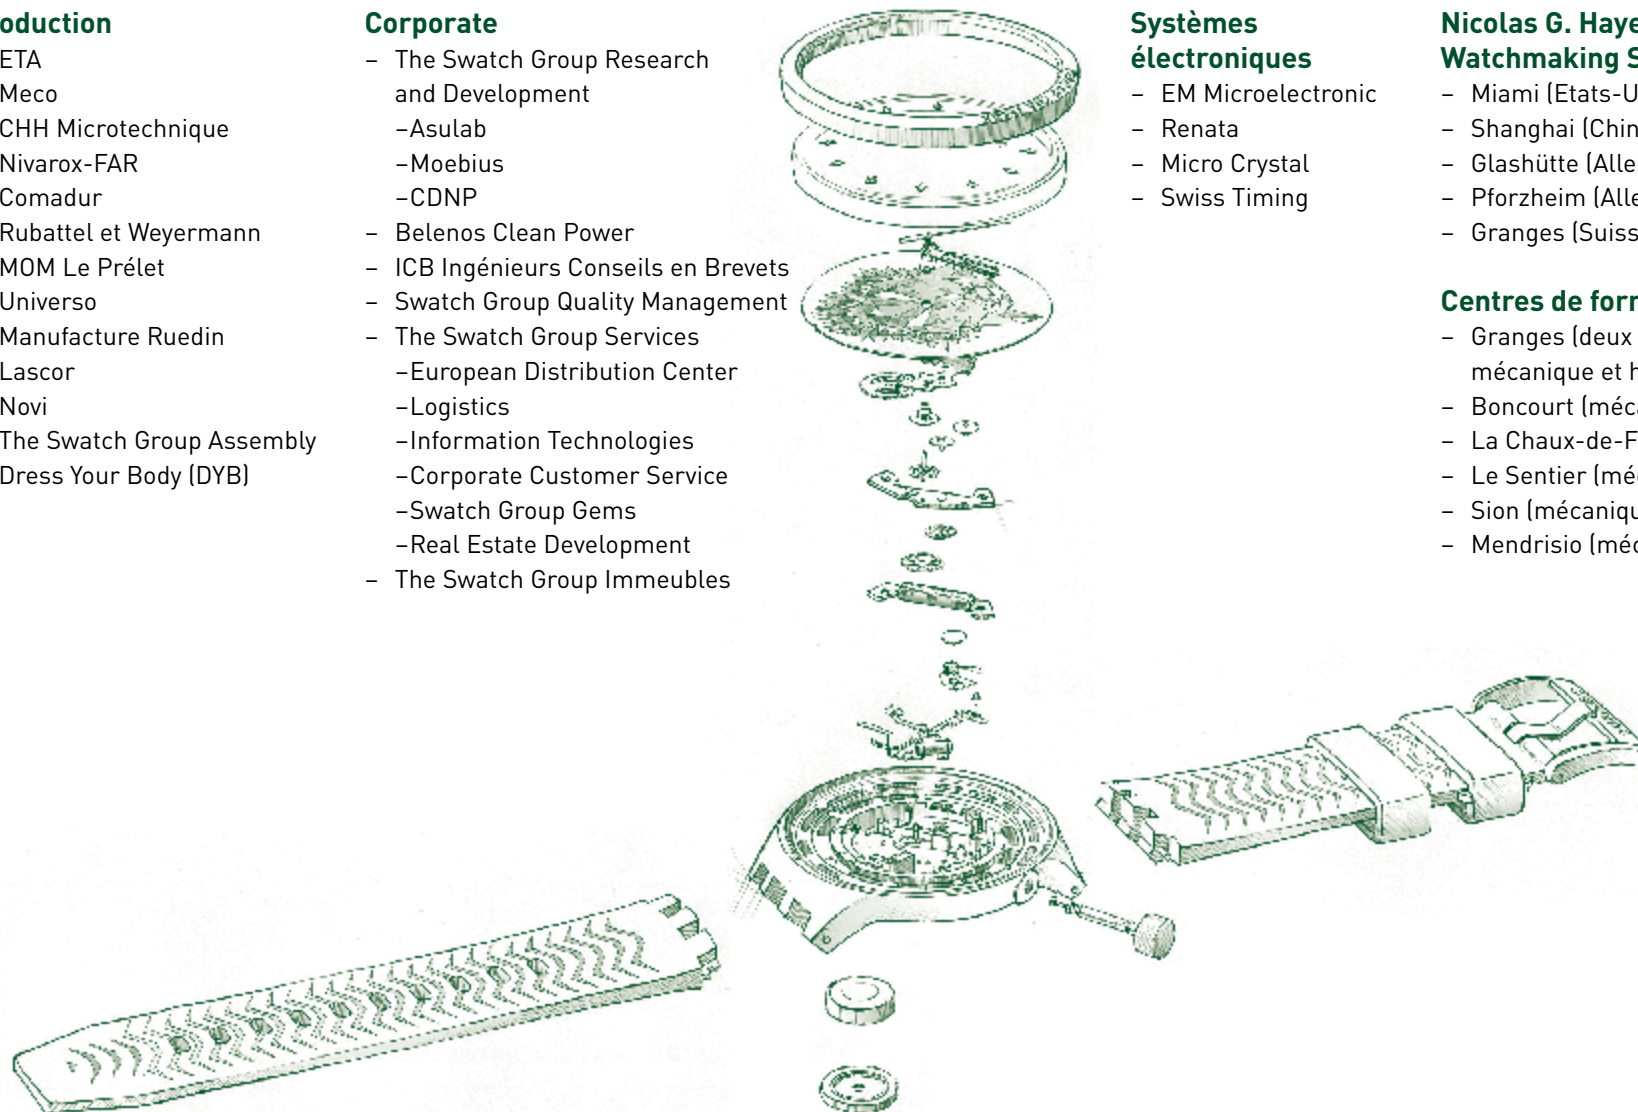 oduction
ETA
Meco
CHH Microtechnique
Nivarox-FAR
Comadur
Rubattel et Weyermann
MOM Le Prélet
Universo
Manufacture Ruedin
Lascor
Novi
The Swatch Group Assembly
Dress Your Body (DYB)
Corporate
– The Swatch Group Research
and Development
–Asulab
–Moebius
–CDNP
– Belenos Clean Power
– ICB Ingénieurs Conseils en Brevets
– Swatch Group Quality Management
– The Swatch Group Services
–European Distribution Center
–Logistics
–Information Technologies
–Corporate Customer Service
–Swatch Group Gems
–Real Estate Development
– The Swatch Group Immeubles
Systèmes
électroniques
– EM Microelectronic
– Renata
– Micro Crystal
– Swiss Timing
Nicolas G. Haye
Watchmaking S
– Miami (Etats-U
– Shanghai (Chin
– Glashütte (Alle
– Pforzheim (Alle
– Granges (Suiss
Centres de forr
– Granges (deux
mécanique et h
– Boncourt (méca
– La Chaux-de-F
– Le Sentier (méc
– Sion (mécaniqu
– Mendrisio (méc